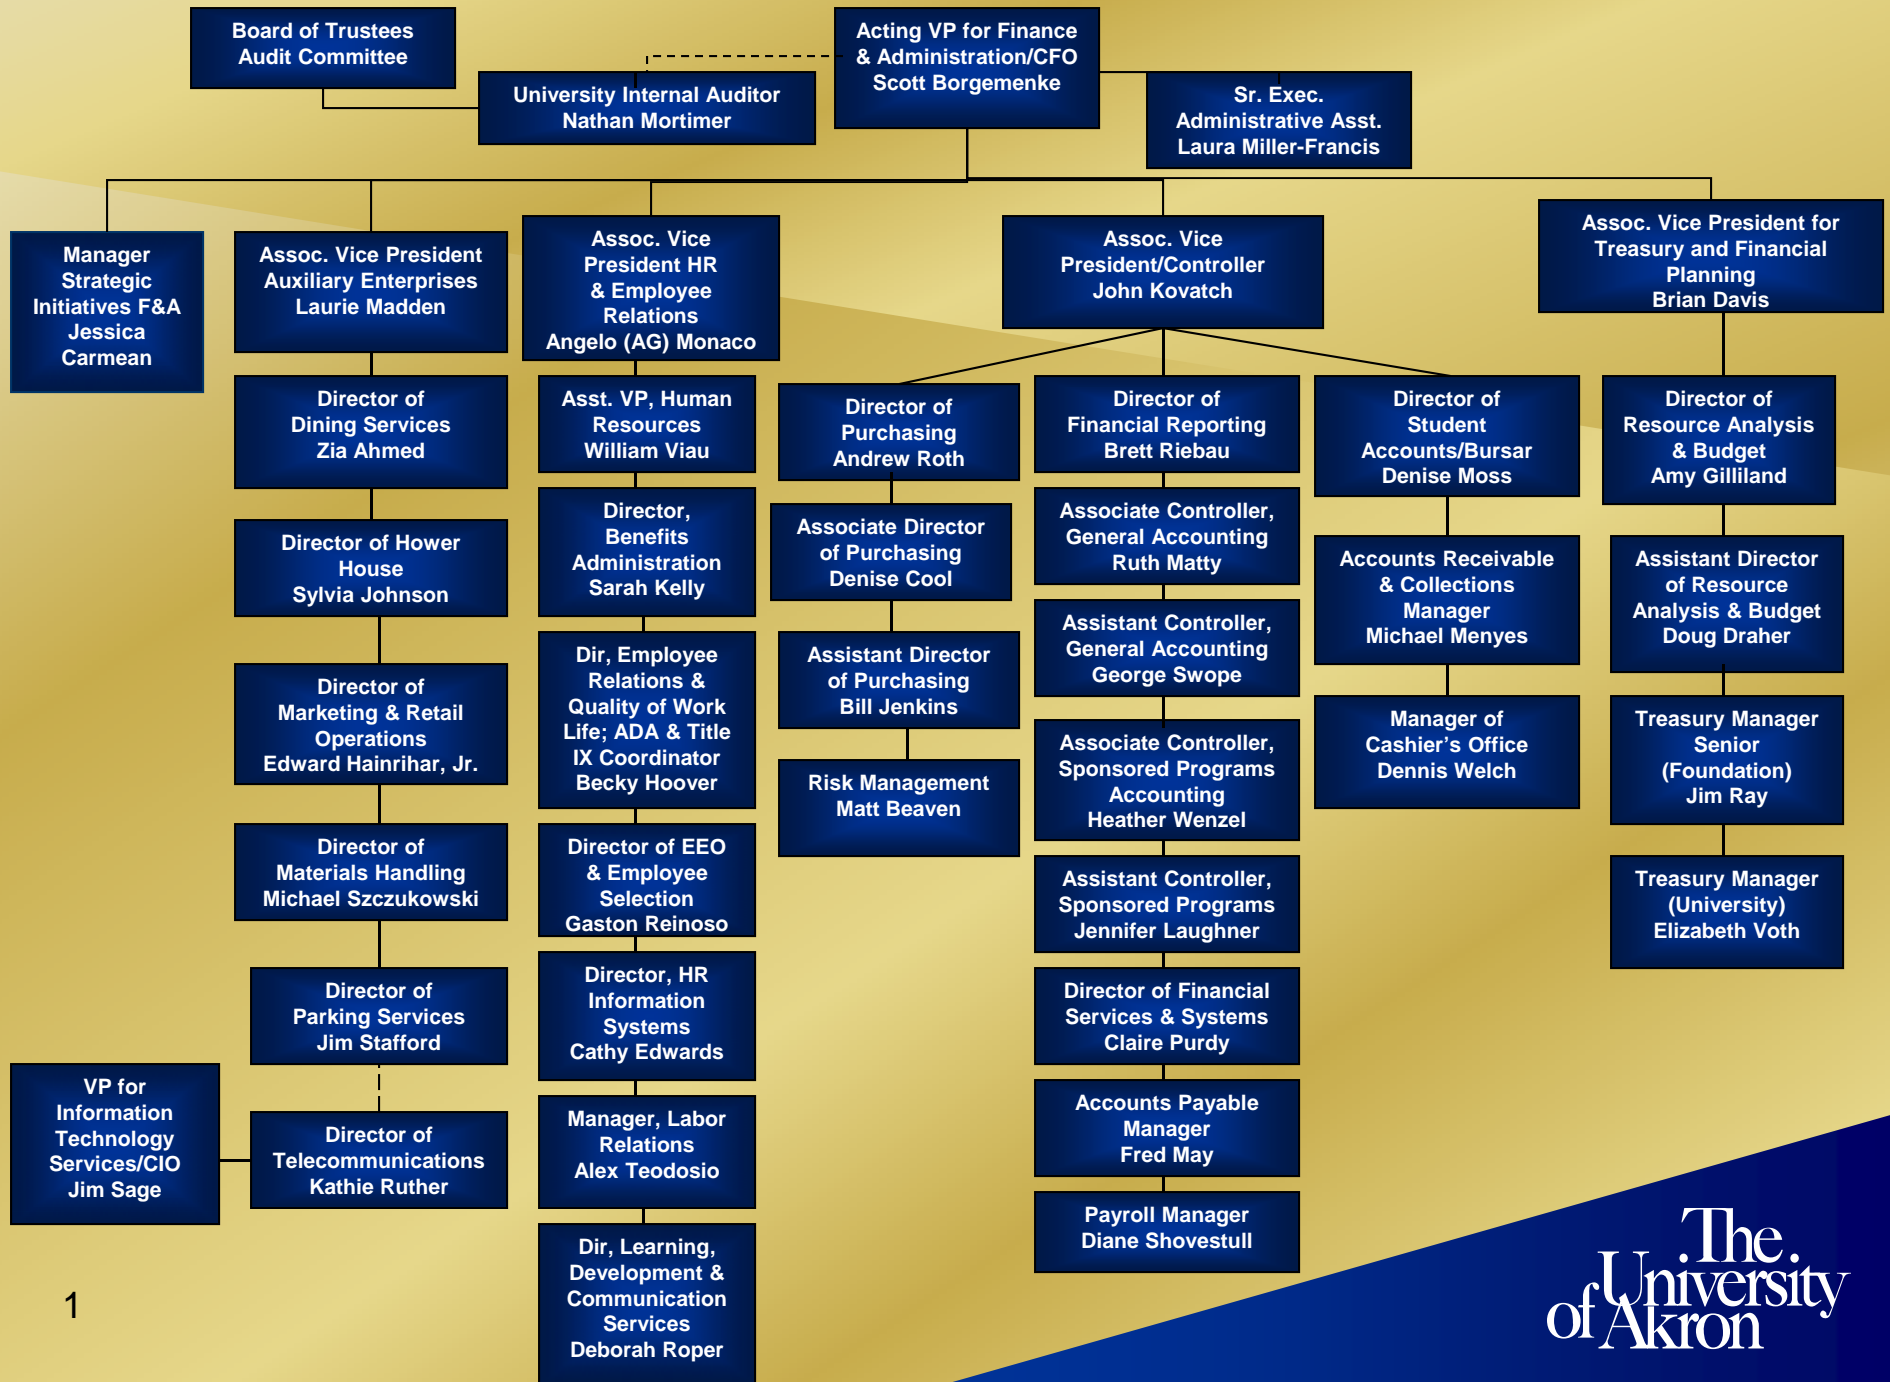 Board of Trustees
Audit Committee
Acting VP for Finance
& Administration/CFO
Scott Borgemenke
University Internal Auditor
Nathan Mortimer
Sr. Exec.
Administrative Asst.
Laura Miller-Francis
Manager
Strategic
Initiatives F&A
Jessica
Carmean
Assoc. Vice President
Auxiliary Enterprises
Laurie Madden
Director of
Dining Services
Zia Ahmed
Director of Hower
House
Sylvia Johnson
Director of
Marketing & Retail
Operations
Edward Hainrihar, Jr.
Director of
Materials Handling
Michael Szczukowski
Director of
Parking Services
Jim Stafford
VP for
Information
Technology
Services/CIO
Jim Sage
Director of
Telecommunications
Kathie Ruther
Assoc. Vice
President HR
& Employee
Relations
Angelo (AG) Monaco
Asst. VP, Human
Resources
William Viau
Director,
Benefits
Administration
Sarah Kelly
Dir, Employee
Relations &
Quality of Work
Life; ADA & Title
IX Coordinator
Becky Hoover
Director of EEO
& Employee
Selection
Gaston Reinoso
Director, HR
Information
Systems
Cathy Edwards
Manager, Labor
Relations
Alex Teodosio
Dir, Learning,
Development &
Communication
Services
Deborah Roper
Assoc. Vice
President/Controller
John Kovatch
Director of
Purchasing
Andrew Roth
Associate Director
of Purchasing
Denise Cool
Assistant Director
of Purchasing
Bill Jenkins
Risk Management
Matt Beaven
Director of
Financial Reporting
Brett Riebau
Associate Controller,
General Accounting
Ruth Matty
Assistant Controller,
General Accounting
George Swope
Associate Controller,
Sponsored Programs
Accounting
Heather Wenzel
Assistant Controller,
Sponsored Programs
Jennifer Laughner
Director of Financial
Services & Systems
Claire Purdy
Accounts Payable
Manager
Fred May
Payroll Manager
Diane Shovestull
Director of
Student
Accounts/Bursar
Denise Moss
Accounts Receivable
& Collections
Manager
Michael Menyes
Manager of
Cashier’s Office
Dennis Welch
Assoc. Vice President for
Treasury and Financial
Planning
Brian Davis
Director of
Resource Analysis
& Budget
Amy Gilliland
Assistant Director
of Resource
Analysis & Budget
Doug Draher
Treasury Manager
Senior
(Foundation)
Jim Ray
Treasury Manager
(University)
Elizabeth Voth
1
The
University
of Akron